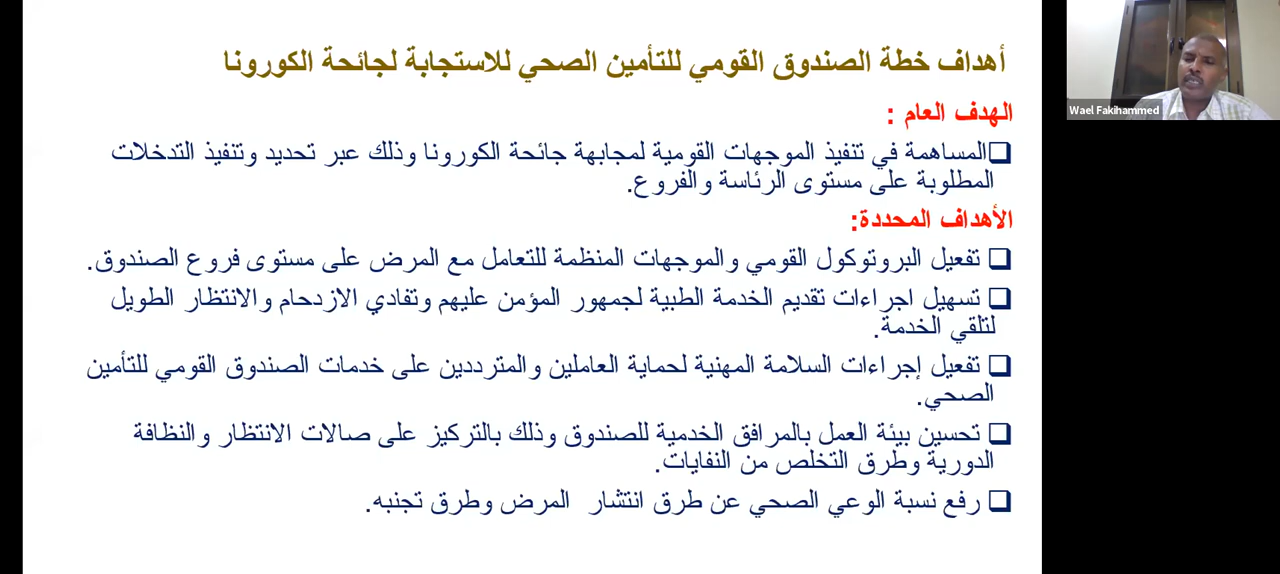 أهداف خطة الصندوق القومي للتأمين الصحي للاستجابة لجائحة الكورونا
الهدف العام :
المساهمة في تنفيذ الموجهات القومية لمجابهة جائحة الكورونا وذلك عبر تحديد وتنفيذ التدخلات
المطلوبة على مستوى الرئاسة والفروع.
الأهداف المحددة:
تفعيل البروتوكول القومي والموجهات المنظمة للتعامل مع المرض على مستوى فروع الصندوق.
تسهيل اجراءات تقديم الخدمة الطبية لجمهور المؤمن عليهم وتفادي الازدحام والانتظار الطويل
لتلقي الخدمة.
تفعيل إجراءات السلامة المهنية لحماية العاملين والمترددين على خدمات الصندوق القومي للتأمين
الصحي.
تحسين بيئة العمل بالمرافق الخدمية للصندوق وذلك بالتركيز على صالات الانتظار والنظافة
الدورية وطرق التخلص من النفايات.
رفع نسبة الوعي الصحي عن طرق انتشار المرض وطرق تجنبه.
Wael Fakihammed